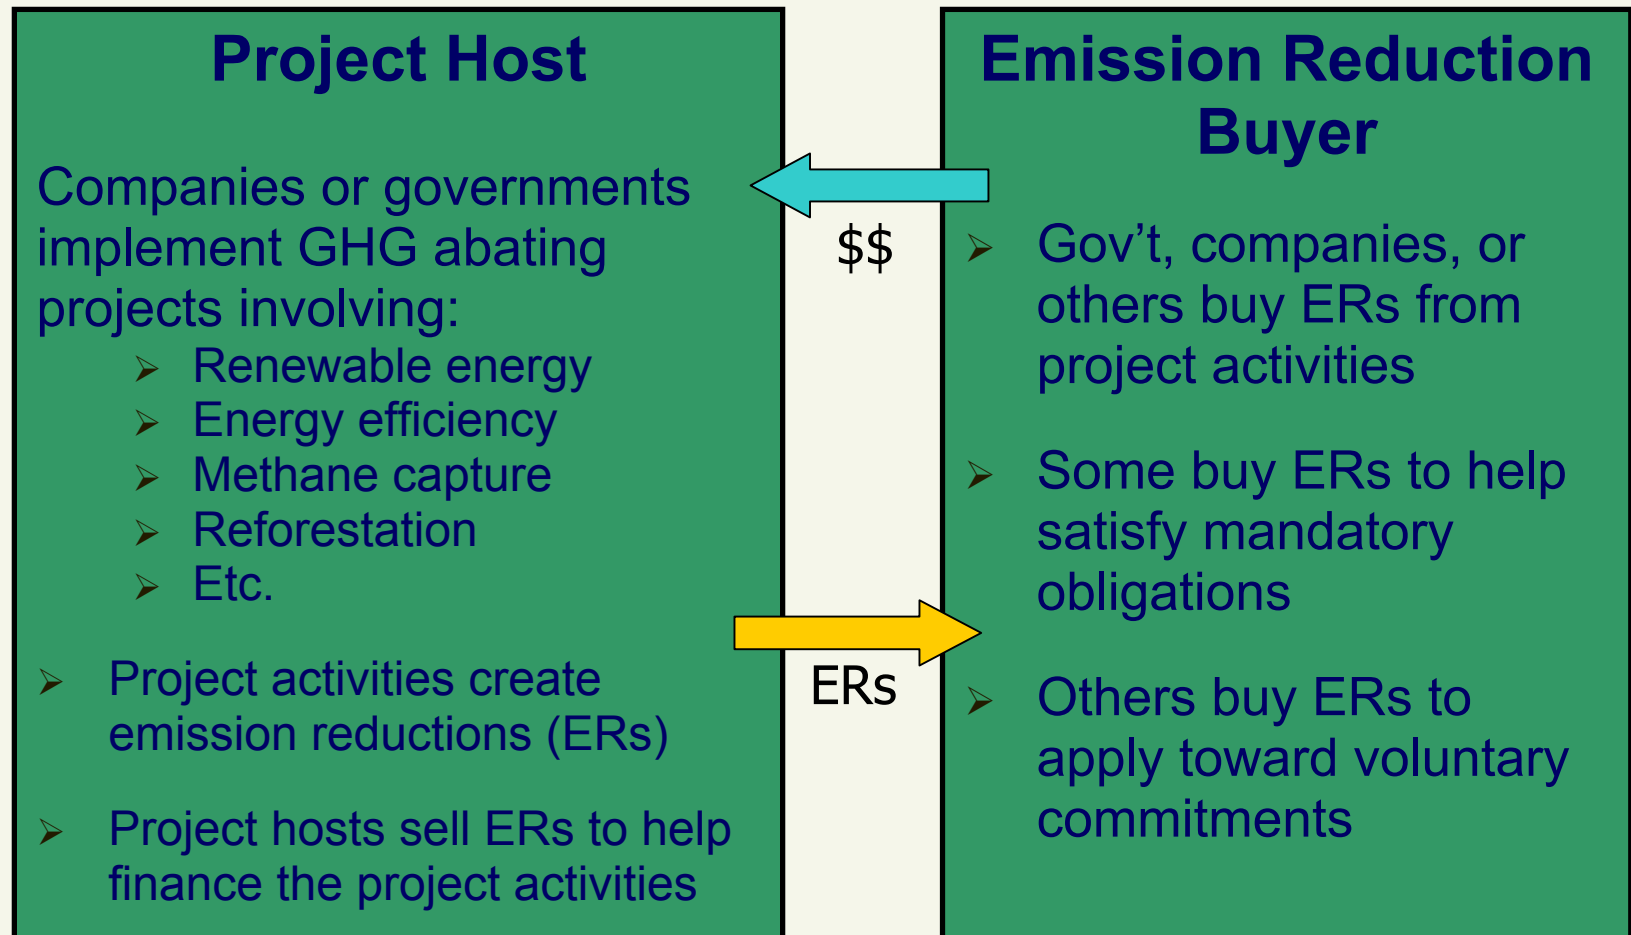 Project Host
Companies or governments
implement GHG abating
projects involving:
➢ Renewable energy
➢ Energy efficiency
➢ Methane capture
➢ Reforestation
➢ Etc.
➢ Project activities create
emission reductions (ERs)
➢ Project hosts sell ERs to help
finance the project activities
$$
ERs
Emission Reduction
Buyer
➢ Gov’t, companies, or
others buy ERs from
project activities
➢ Some buy ERs to help
satisfy mandatory
obligations
➢ Others buy ERs to
apply toward voluntary
commitments